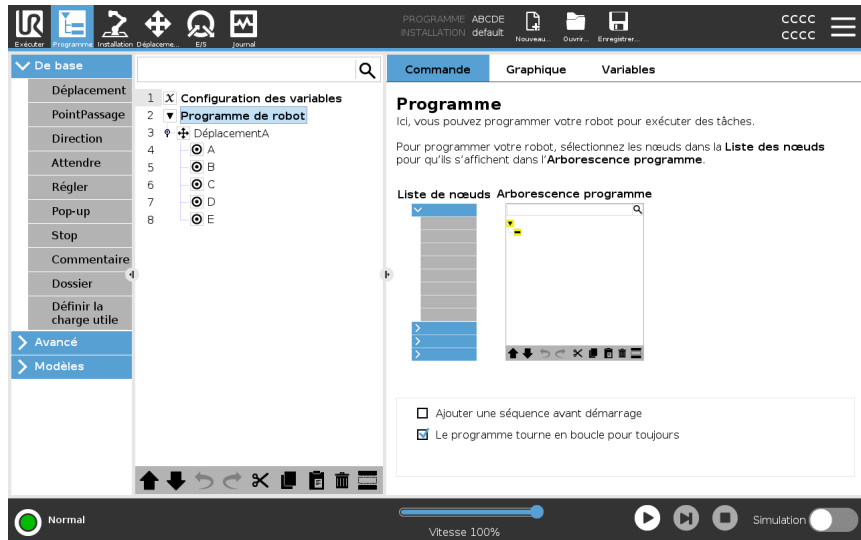 UR
Exécuter
Programme
Installation
Déplaceme...
E/S
Journal
PROGRAMME ABCDE
INSTALLATION default
Nouveau...
Ouvrir...
Enregistrer...
cccc
cccc
De base
Déplacement
PointPassage
Direction
Attendre
Régler
Pop-up
Stop
Commentaire
Dossier
Définir la
charge utile
Avancé
Modèles
1 X Configuration des variables
2 Programme de robot
3 DéplacementA
4 A
5 B
6 C
7 D
8 E
Commande Graphique Variables
Programme
Ici, vous pouvez programmer votre robot pour exécuter des tâches.
Pour programmer votre robot, sélectionnez les nœuds dans la Liste des nœuds
pour qu'ils s'affichent dans l'Arborescence programme.
Liste de nœuds Arborescence programme
Ajouter une séquence avant démarrage
Le programme tourne en boucle pour toujours
Normal
Vitesse 100%
Simulation